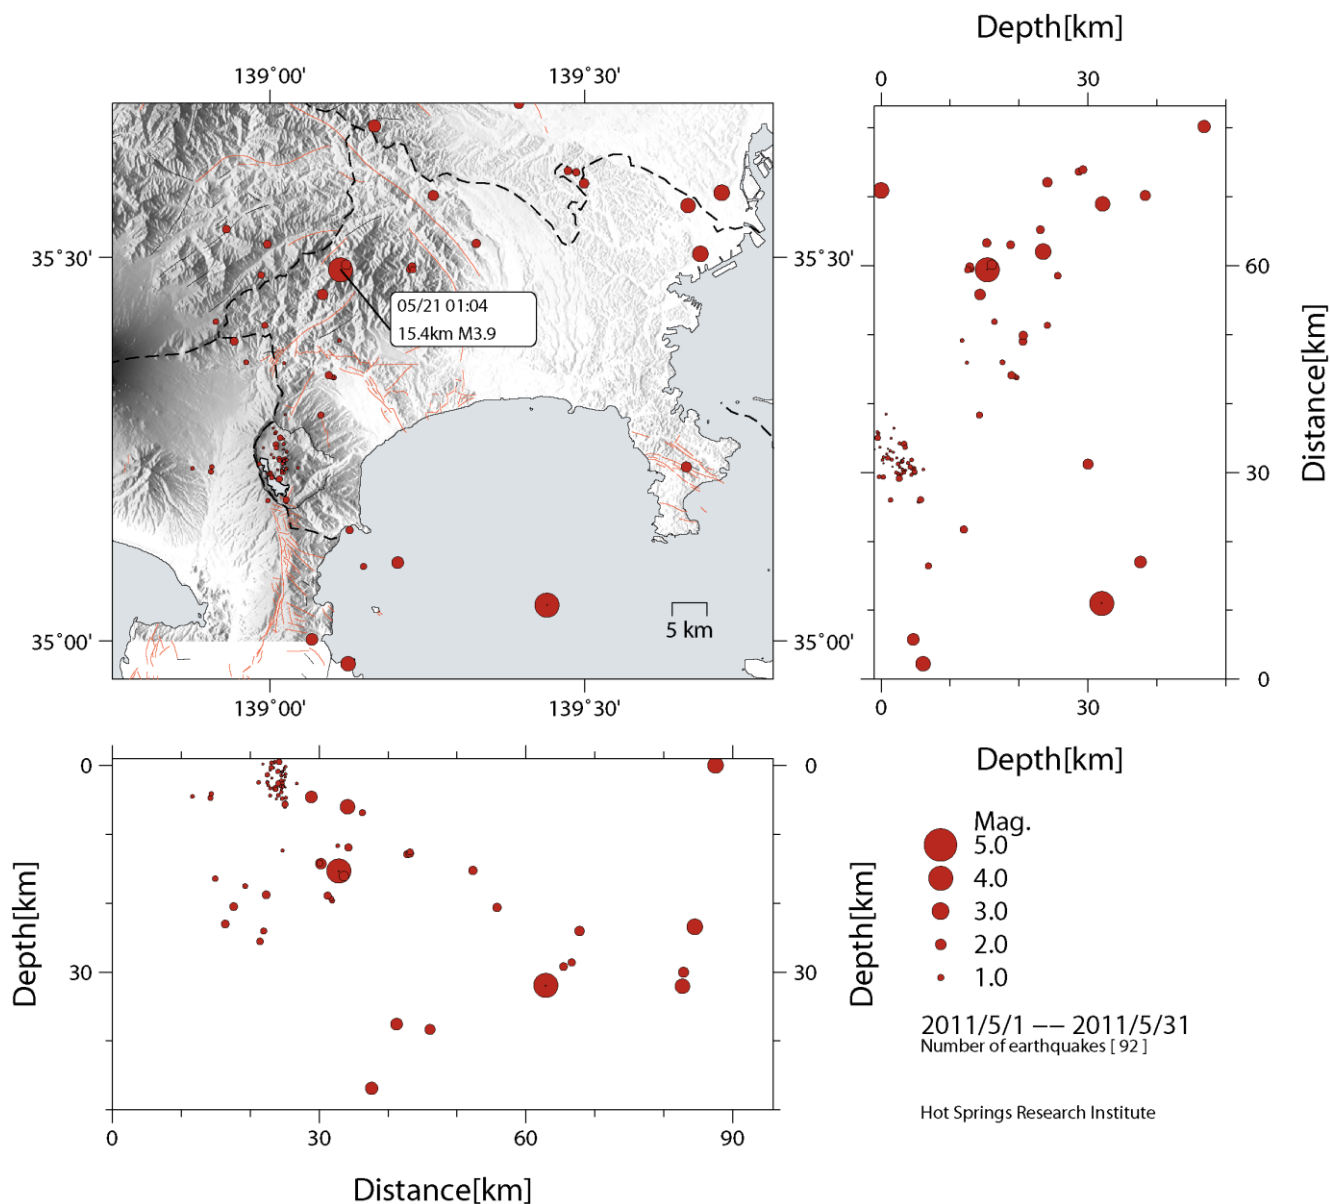 Depth[km]
139°00'
139°30'
0
30
35°30'
35°30'
05/21 01:04
15.4km M3.9
60
30
Distance[km]
5 km
35°00'
35°00'
0
139°00'
139°30'
0
30
Depth[km]
0
0
30
30
Depth[km]
Depth[km]
0
30
60
90
Distance[km]
Mag.
5.0
4.0
3.0
2.0
1.0
2011/5/1 −− 2011/5/31
Number of earthquakes [ 92 ]
Hot Springs Research Institute